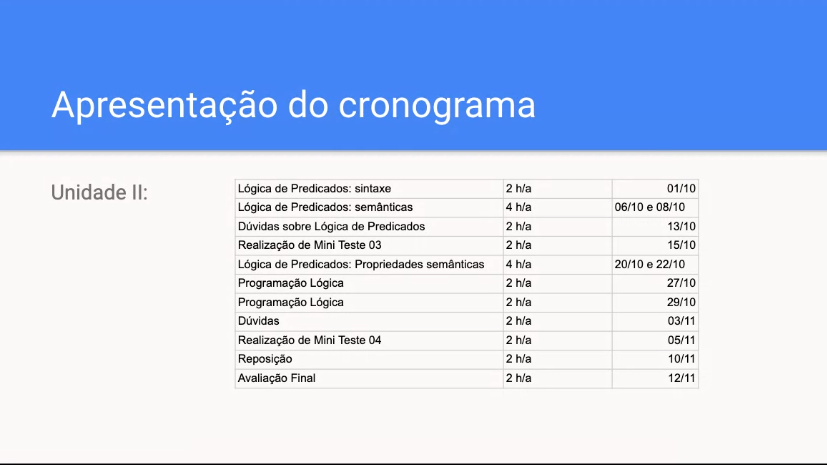 Apresentação do cronograma
Unidade II:
Lógica de Predicados: sintaxe 2 h/a 01/10
Lógica de Predicados: semânticas 4 h/a 06/10 e 08/10
Dúvidas sobre Lógica de Predicados 2 h/a 13/10
Realização de Mini Teste 03 2 h/a 15/10
Lógica de Predicados: Propriedades semânticas 4 h/a 20/10 e 22/10
Programação Lógica 2 h/a 27/10
Programação Lógica 2 h/a 29/10
Dúvidas 2 h/a 03/11
Realização de Mini Teste 04 2 h/a 05/11
Reposição 2 h/a 10/11
Avaliação Final 2 h/a 12/11